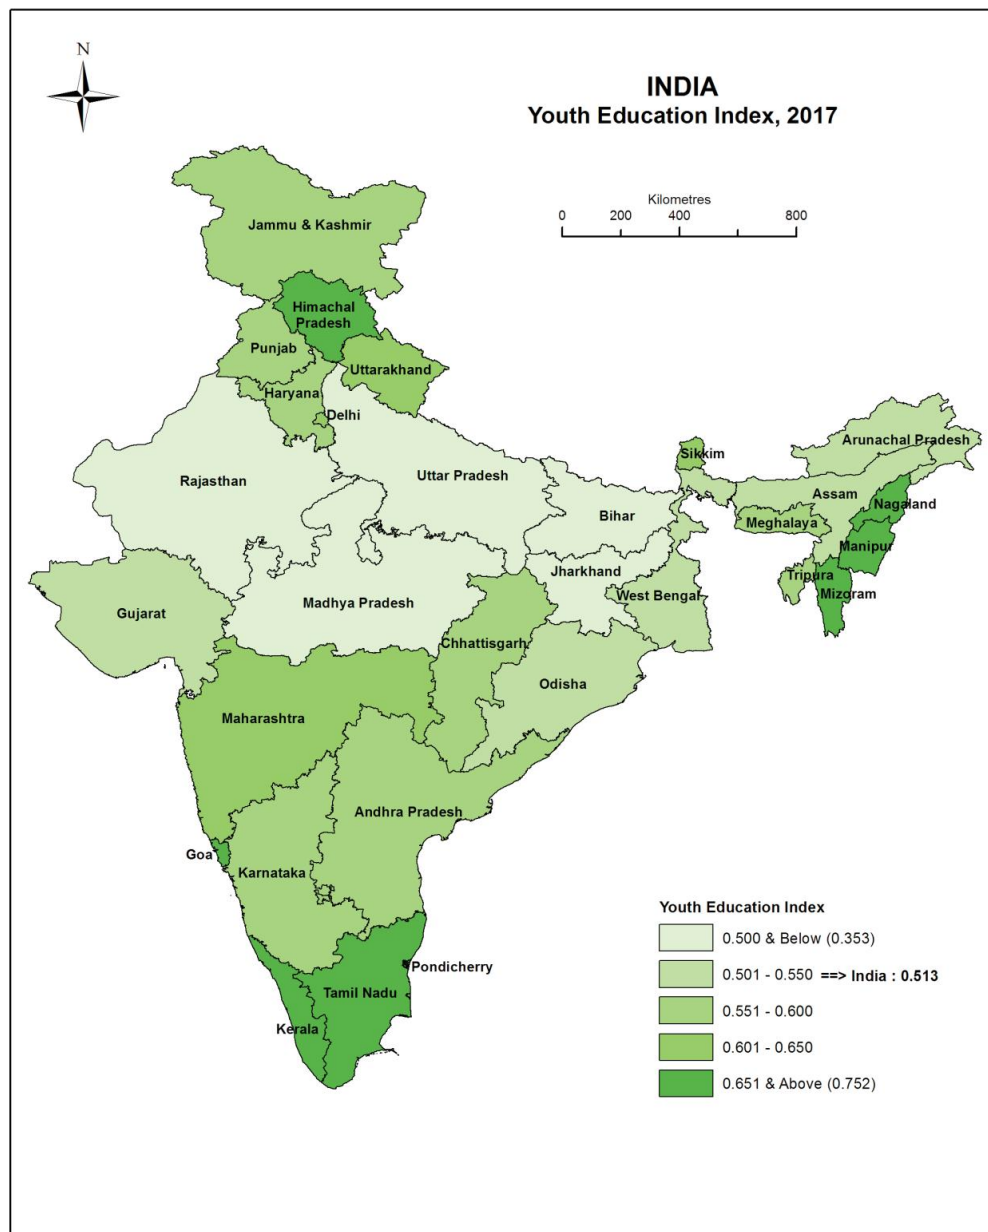 N
INDIA
Youth Education Index, 2017
Kilometres
0 200 400 800
Jammu & Kashmir
Himachal
Pradesh
Punjab
Uttarakhand
Haryana
Delhi
Rajasthan
Uttar Pradesh
Bihar
Sikkim
Arunachal Pradesh
Assam
Nagaland
Meghalaya
Manipur
Tripura
Mizoram
Jharkhand
West Bengal
Gujarat
Madhya Pradesh
Chhattisgarh
Odisha
Maharashtra
Andhra Pradesh
Goa
Karnataka
Pondicherry
Tamil Nadu
Kerala
Youth Education Index
0.500 & Below (0.353)
0.501 - 0.550 ==> India : 0.513
0.551 - 0.600
0.601 - 0.650
0.651 & Above (0.752)